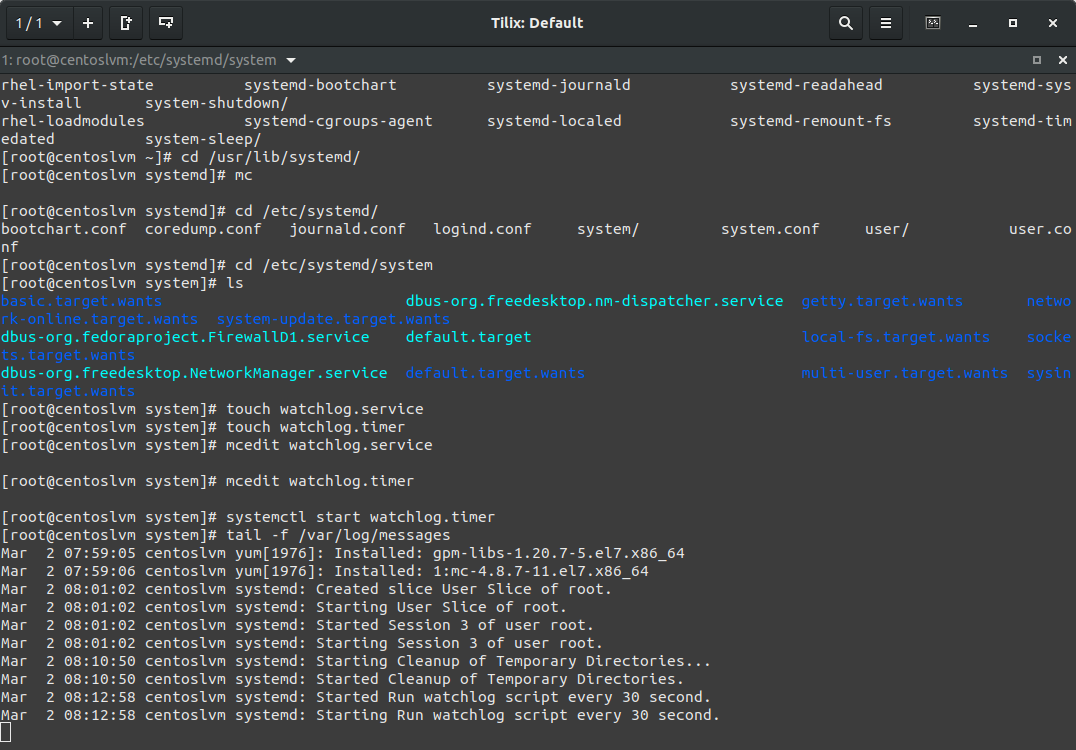 1 / 1
Tilix: Default
1: root@centoslvm:/etc/systemd/system
rhel-import-state          systemd-bootchart          systemd-journald           systemd-readahead          systemd-sys
v-install       system-shutdown/
rhel-loadmodules           systemd-cgroups-agent      systemd-localed            systemd-remount-fs         systemd-tim
edated          system-sleep/
[root@centoslvm ~]# cd /usr/lib/systemd/
[root@centoslvm systemd]# mc
[root@centoslvm systemd]# cd /etc/systemd/
bootchart.conf  coredump.conf   journald.conf   logind.conf     system/         system.conf     user/           user.co
nf
[root@centoslvm systemd]# cd /etc/systemd/system
[root@centoslvm system]# ls
basic.target.wants                           dbus-org.freedesktop.nm-dispatcher.service  getty.target.wants       netwo
rk-online.target.wants  system-update.target.wants
dbus-org.fedoraproject.FirewallD1.service    default.target                              local-fs.target.wants    socke
ts.target.wants
dbus-org.freedesktop.NetworkManager.service  default.target.wants                        multi-user.target.wants  sysin
it.target.wants
[root@centoslvm system]# touch watchlog.service
[root@centoslvm system]# touch watchlog.timer
[root@centoslvm system]# mcedit watchlog.service
[root@centoslvm system]# mcedit watchlog.timer
[root@centoslvm system]# systemctl start watchlog.timer
[root@centoslvm system]# tail -f /var/log/messages
Mar  2 07:59:05 centoslvm yum[1976]: Installed: gpm-libs-1.20.7-5.el7.x86_64
Mar  2 07:59:06 centoslvm yum[1976]: Installed: 1:mc-4.8.7-11.el7.x86_64
Mar  2 08:01:02 centoslvm systemd: Created slice User Slice of root.
Mar  2 08:01:02 centoslvm systemd: Starting User Slice of root.
Mar  2 08:01:02 centoslvm systemd: Started Session 3 of user root.
Mar  2 08:01:02 centoslvm systemd: Starting Session 3 of user root.
Mar  2 08:10:50 centoslvm systemd: Starting Cleanup of Temporary Directories...
Mar  2 08:10:50 centoslvm systemd: Started Cleanup of Temporary Directories.
Mar  2 08:12:58 centoslvm systemd: Started Run watchlog script every 30 second.
Mar  2 08:12:58 centoslvm systemd: Starting Run watchlog script every 30 second.